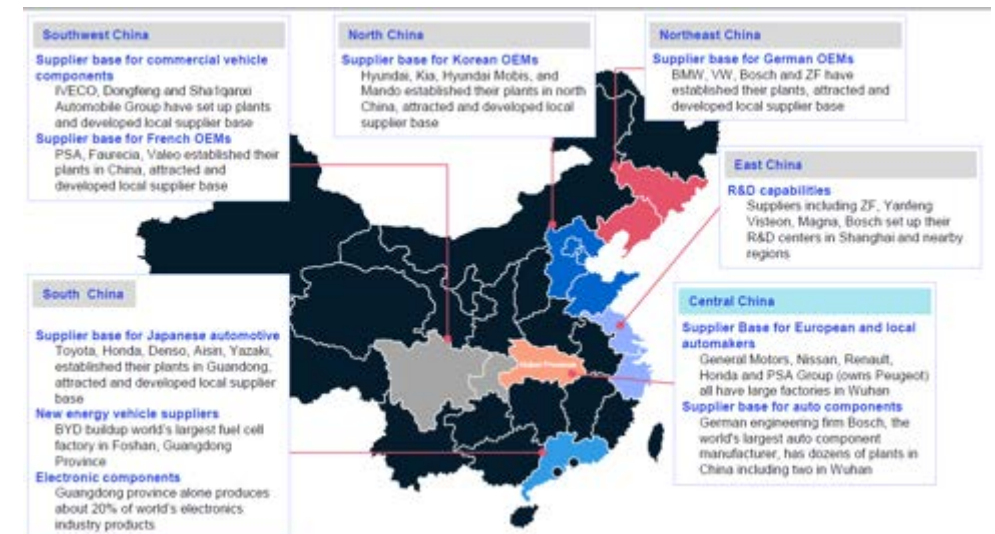 Southwest China
Supplier base for commercial vehicle
components
IVECO, Dongfeng and Sha1iganxi
Automobile Group have set up plants
and developed local supplier base
Supplier base for French OEMs
PSA, Faurecia, Valeo established their
plants in China, attracted and
developed local supplier base
North China
Supplier base for Korean OEMs
Hyundai, Kia, Hyundai Mobis, and
Mando established their plants in north
China, attracted and developed local
supplier base
Northeast China
Supplier base for German OEMs
BMW, VW, Bosch and ZF have
established their plants, attracted and
developed local supplier base
East China
R&D capabilities
Suppliers including ZF, Yanfeng
Visteon, Magna, Bosch set up their
R&D centers in Shanghai and nearby
regions
South China
Supplier base for Japanese automotive
Toyota, Honda, Denso, Aisin, Yazaki,
established their plants in Guandong,
attracted and developed local supplier
base
New energy vehicle suppliers
BYD buildup world's largest fuel cell
factory in Foshan, Guangdong
Province
Electronic components
Guangdong province alone produces
about 20% of world's electronics
industry products
Central China
Supplier Base for European and local
automakers
General Motors, Nissan, Renault,
Honda and PSA Group (owns Peugeot)
all have large factories in Wuhan
Supplier base for auto components
German engineering firm Bosch, the
world's largest auto component
manufacturer, has dozens of plants in
China including two in Wuhan
Hubei Province